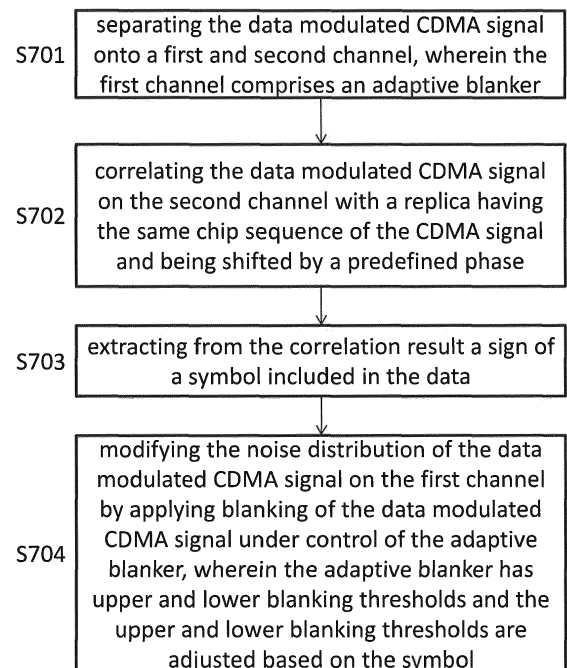 S701
separating the data modulated CDMA signal
onto a first and second channel, wherein the
first channel comprises an adaptive blanker
S702
correlating the data modulated CDMA signal
on the second channel with a replica having
the same chip sequence of the CDMA signal
and being shifted by a predefined phase
S703
extracting from the correlation result a sign of
a symbol included in the data
S704
modifying the noise distribution of the data
modulated CDMA signal on the first channel
by applying blanking of the data modulated
CDMA signal under control of the adaptive
blanker, wherein the adaptive blanker has
upper and lower blanking thresholds and the
upper and lower blanking thresholds are
adjusted based on the symbol